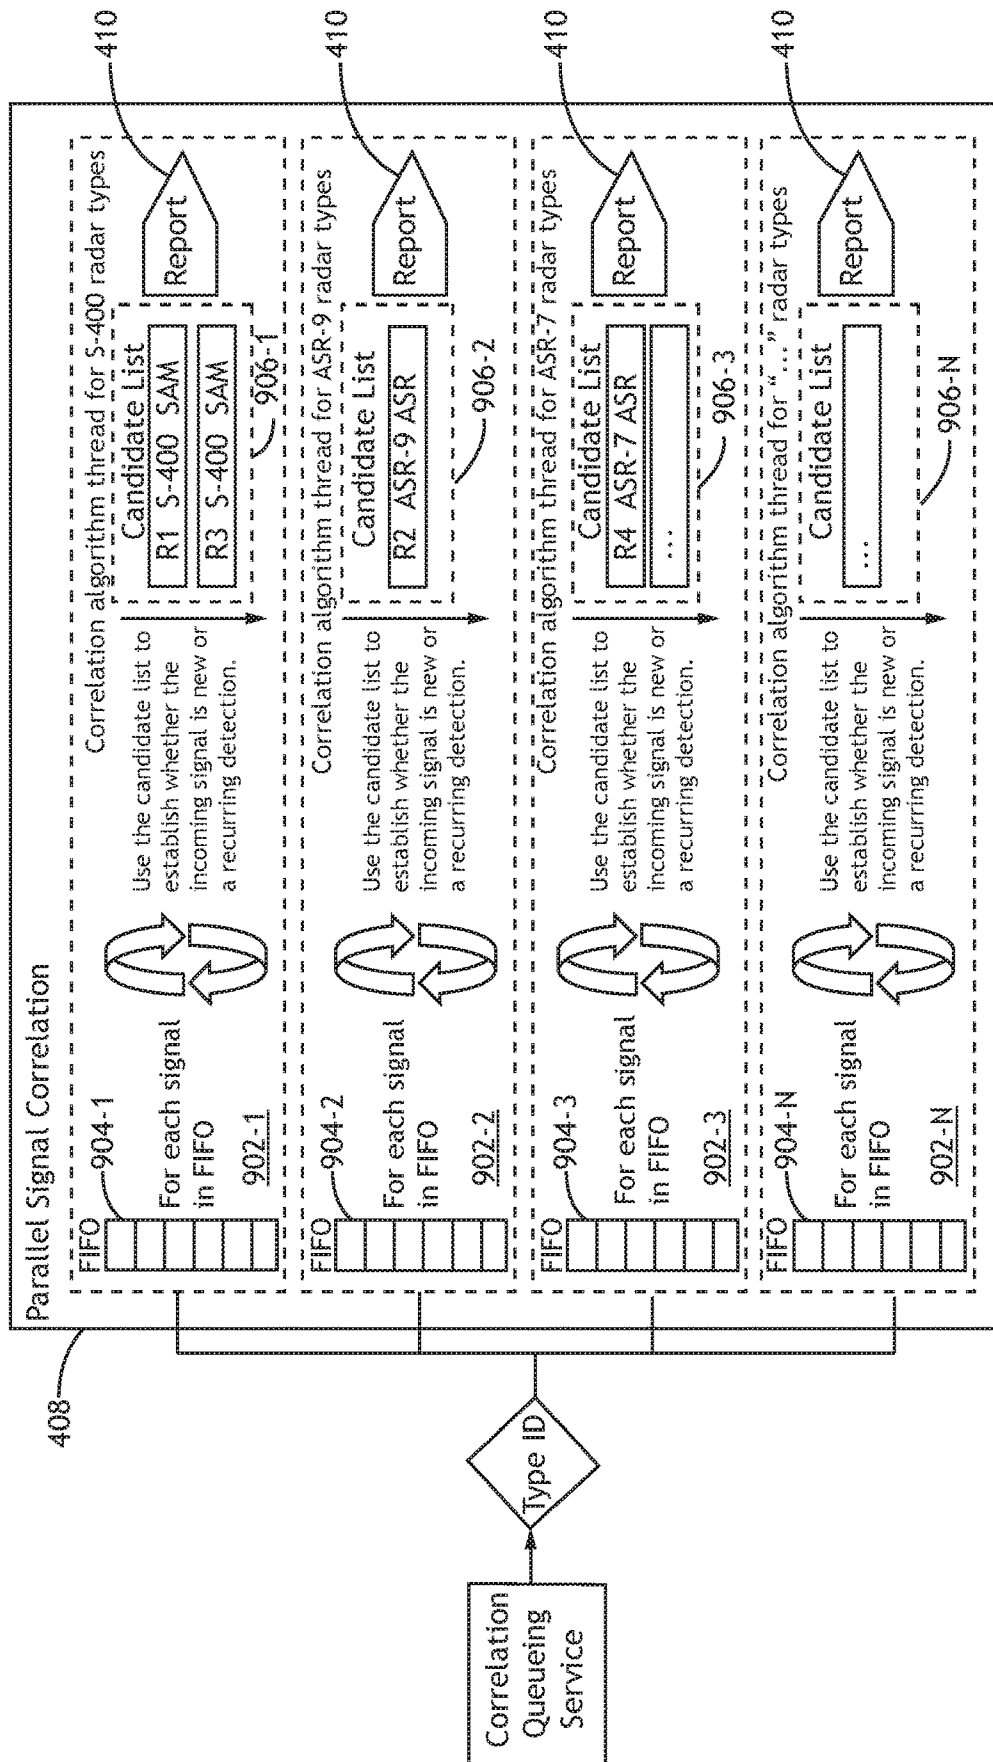 Correlation
Queueing
Service
Type ID
408
Parallel Signal Correlation
Correlation algorithm thread for S-400 radar types
FIFO
904-1
For each signal
in FIFO
902-1
Use the candidate list to
establish whether the
incoming signal is new or
a recurring detection.
Candidate List
R1 S-400 SAM
R3 S-400 SAM
906-1
Report
410
Correlation algorithm thread for ASR-9 radar types
FIFO
904-2
For each signal
in FIFO
902-2
Use the candidate list to
establish whether the
incoming signal is new or
a recurring detection.
Candidate List
R2 ASR-9 ASR
906-2
Report
410
Correlation algorithm thread for ASR-7 radar types
FIFO
904-3
For each signal
in FIFO
902-3
Use the candidate list to
establish whether the
incoming signal is new or
a recurring detection.
Candidate List
R4 ASR-7 ASR
...
906-3
Report
410
Correlation algorithm thread for "..." radar types
FIFO
904-N
For each signal
in FIFO
902-N
Use the candidate list to
establish whether the
incoming signal is new or
a recurring detection.
Candidate List
...
906-N
Report
410